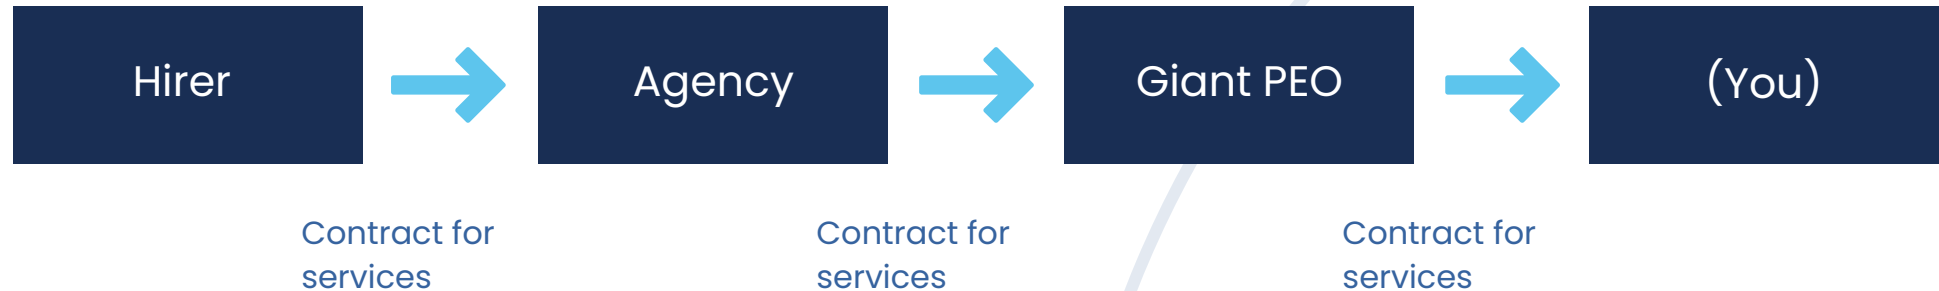 Hirer
Agency
Giant PEO
(You)
Contract for
services
Contract for
services
Contract for
services